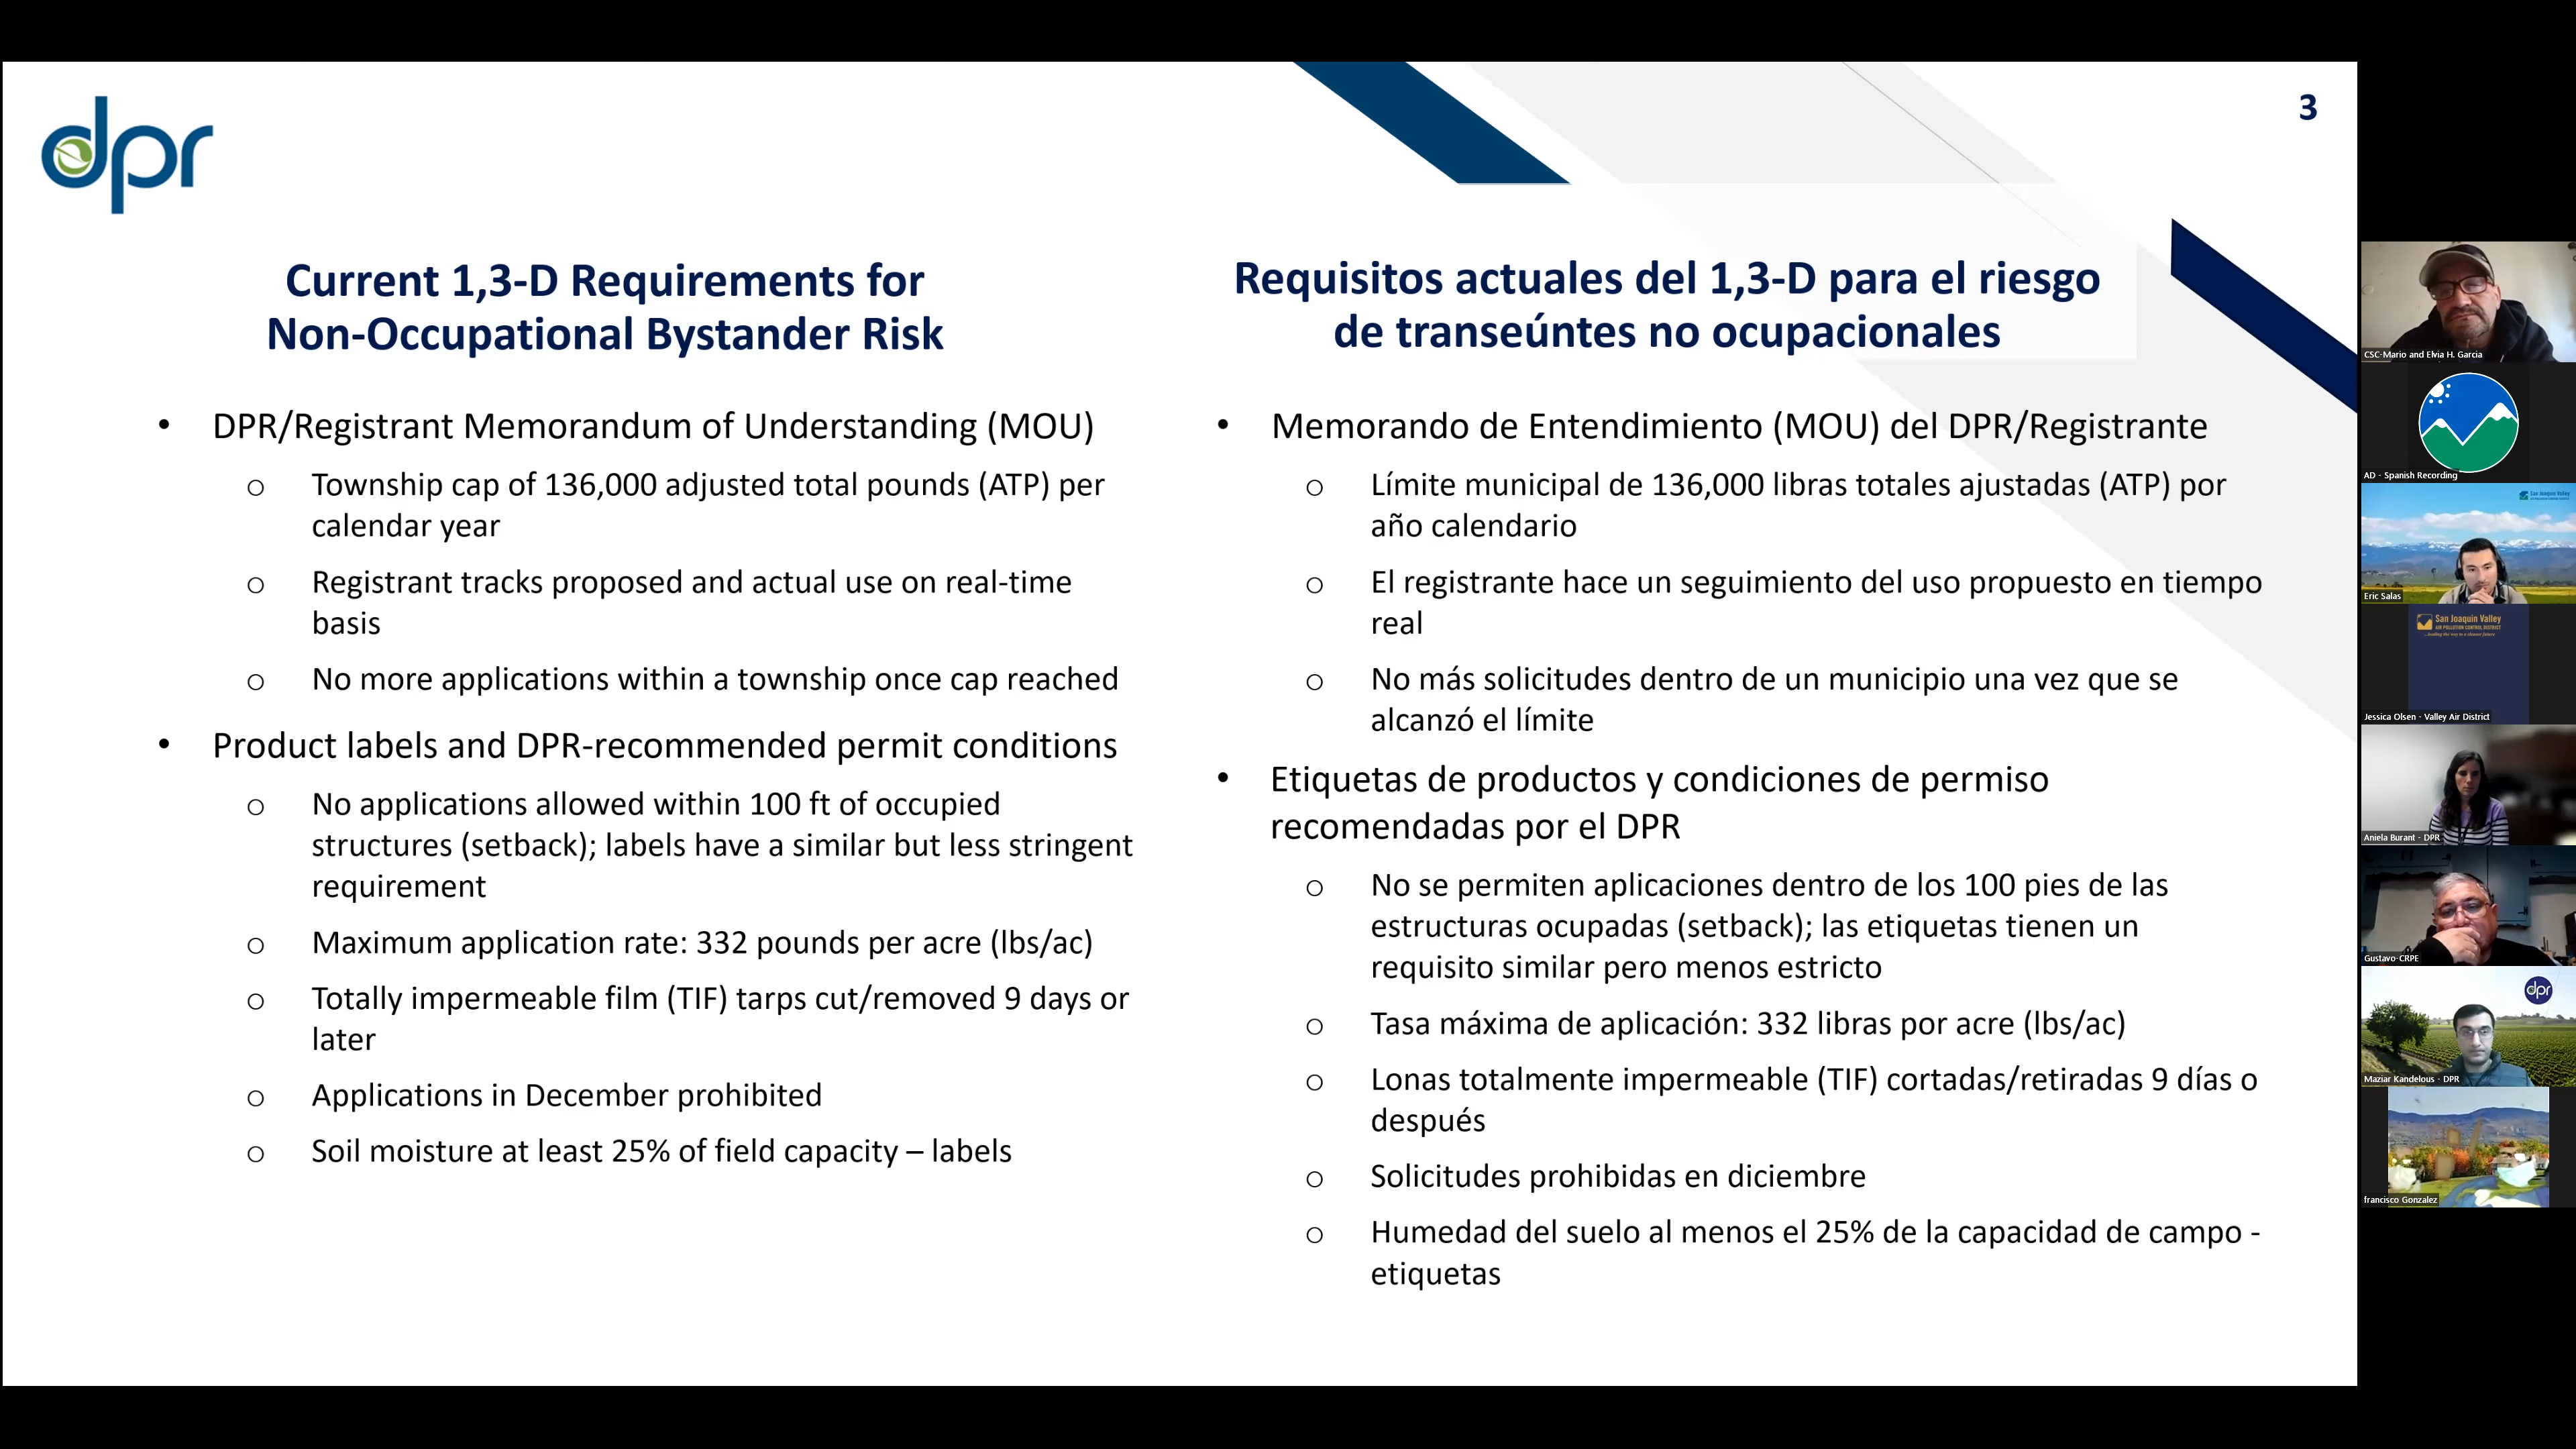 dpr
3
Current 1,3-D Requirements for
Non-Occupational Bystander Risk
• DPR/Registrant Memorandum of Understanding (MOU)
o Township cap of 136,000 adjusted total pounds (ATP) per
calendar year
o Registrant tracks proposed and actual use on real-time
basis
o No more applications within a township once cap reached
• Product labels and DPR-recommended permit conditions
o No applications allowed within 100 ft of occupied
structures (setback); labels have a similar but less stringent
requirement
o Maximum application rate: 332 pounds per acre (lbs/ac)
o Totally impermeable film (TIF) tarps cut/removed 9 days or
later
o Applications in December prohibited
o Soil moisture at least 25% of field capacity – labels
Requisitos actuales del 1,3-D para el riesgo
de transeúntes no ocupacionales
• Memorando de Entendimiento (MOU) del DPR/Registrante
o Límite municipal de 136,000 libras totales ajustadas (ATP) por
año calendario
o El registrante hace un seguimiento del uso propuesto en tiempo
real
o No más solicitudes dentro de un municipio una vez que se
alcanzó el límite
• Etiquetas de productos y condiciones de permiso
recomendadas por el DPR
o No se permiten aplicaciones dentro de los 100 pies de las
estructuras ocupadas (setback); las etiquetas tienen un
requisito similar pero menos estricto
o Tasa máxima de aplicación: 332 libras por acre (lbs/ac)
o Lonas totalmente impermeable (TIF) cortadas/retiradas 9 días o
después
o Solicitudes prohibidas en diciembre
o Humedad del suelo al menos el 25% de la capacidad de campo -
etiquetas
CSC-Mario and Elvia H. Garcia
AD - Spanish Recording
San Joaquin Valley
Eric Salas
San Joaquin Valley
AIR POLLUTION CONTROL DISTRICT
Jessica Olsen - Valley Air District
Aniela Burant - DPR
Gustavo-CRPE
dpr
Maziar Kandelous - DPR
francisco Gonzalez